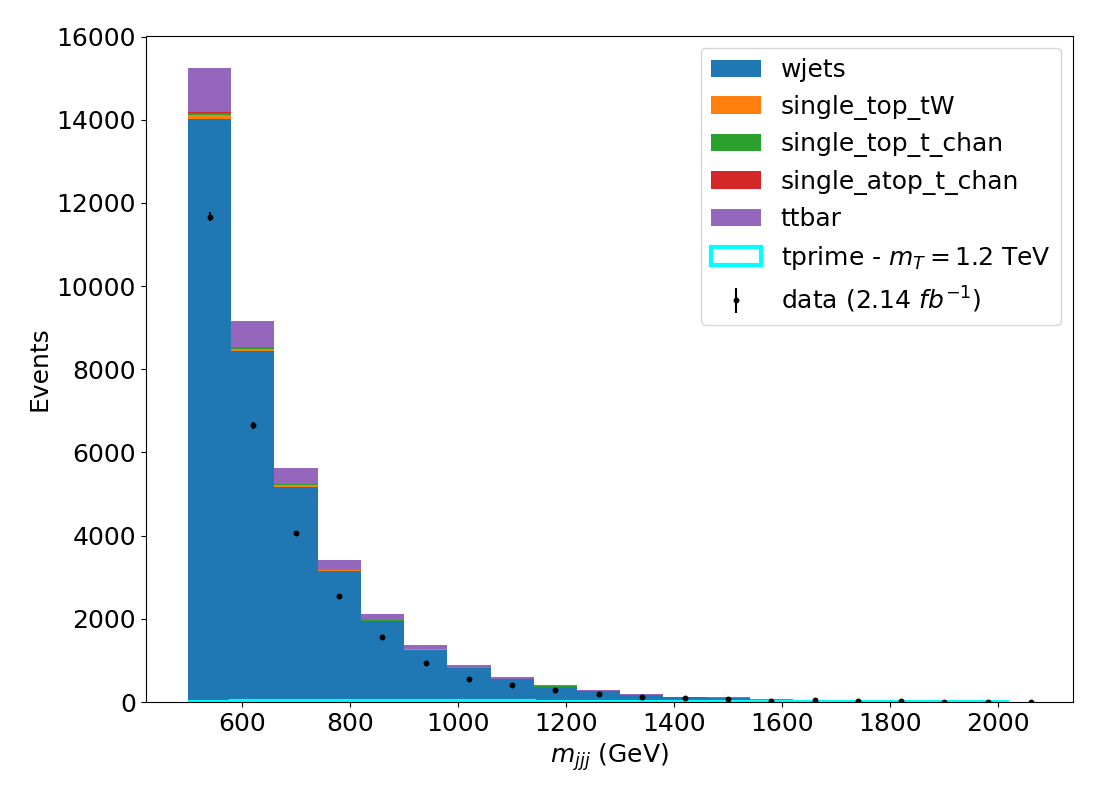 16000
14000
12000
10000
8000
6000
4000
2000
0
Events
600
800
1000
1200
1400
1600
1800
2000
m_{jjj} (GeV)
wjets
single_top_tW
single_top_t_chan
single_atop_t_chan
ttbar
tprime - m_T = 1.2 TeV
data (2.14 fb^{-1})